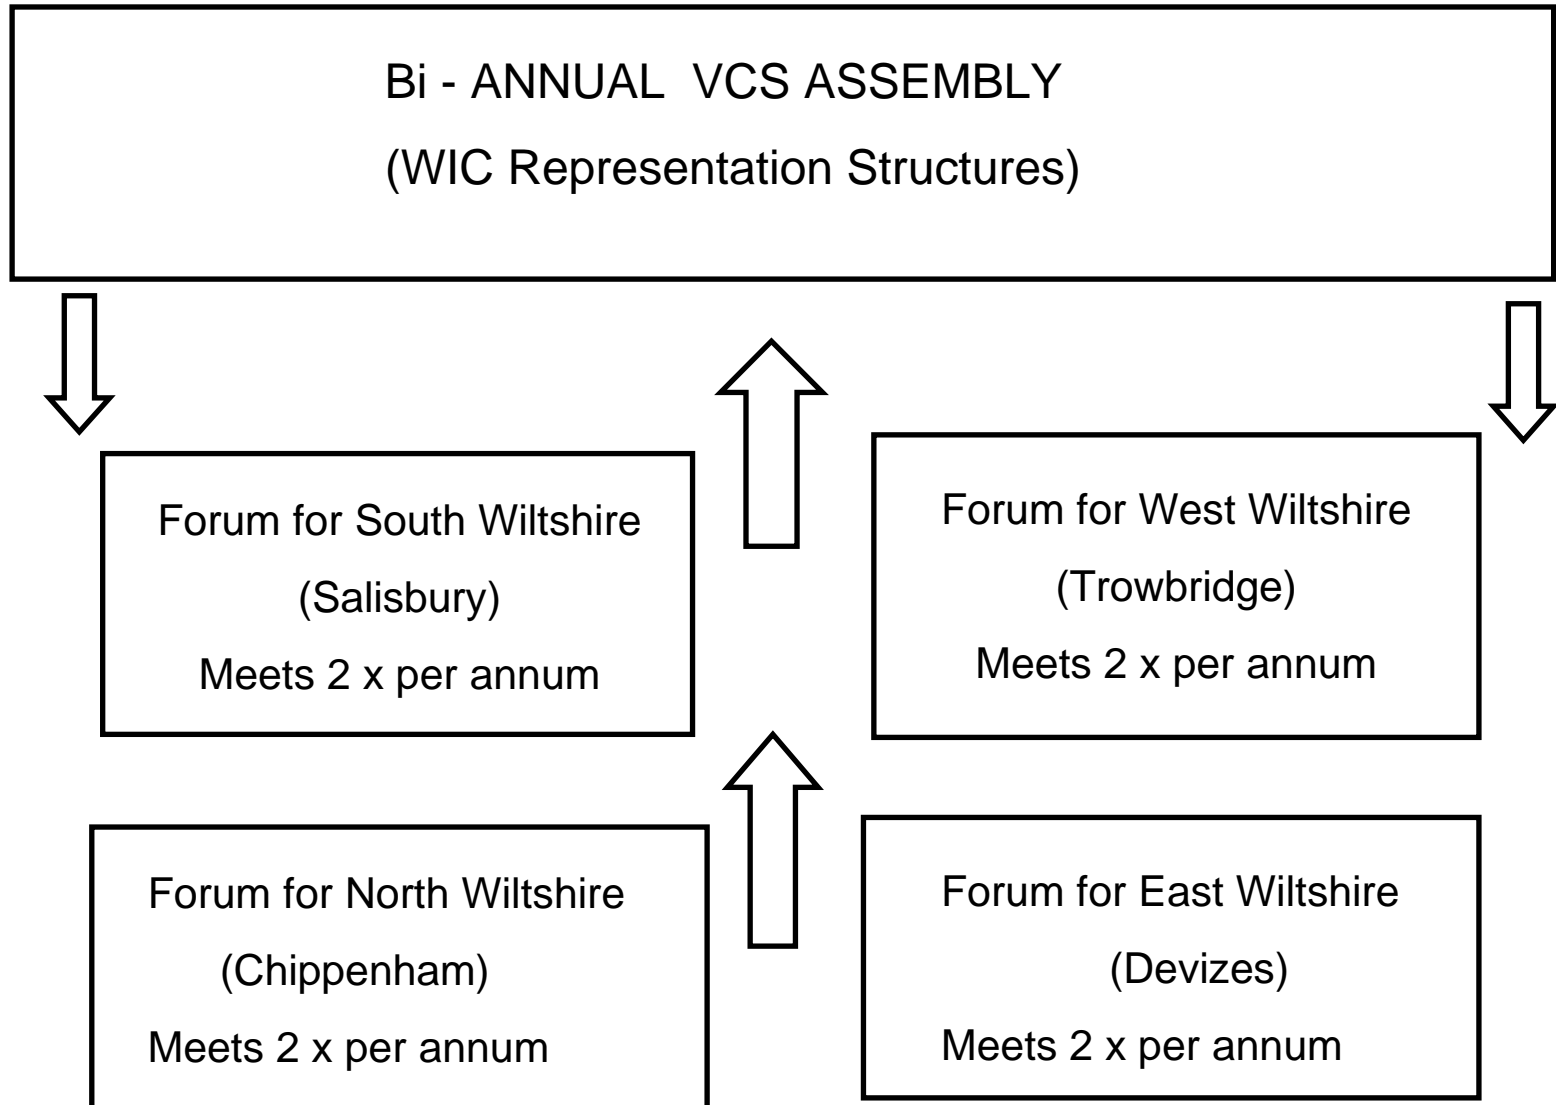 Bi - ANNUAL VCS ASSEMBLY
(WIC Representation Structures)
Forum for South Wiltshire
(Salisbury)
Meets 2 x per annum
Forum for West Wiltshire
(Trowbridge)
Meets 2 x per annum
Forum for North Wiltshire
(Chippenham)
Meets 2 x per annum
Forum for East Wiltshire
(Devizes)
Meets 2 x per annum